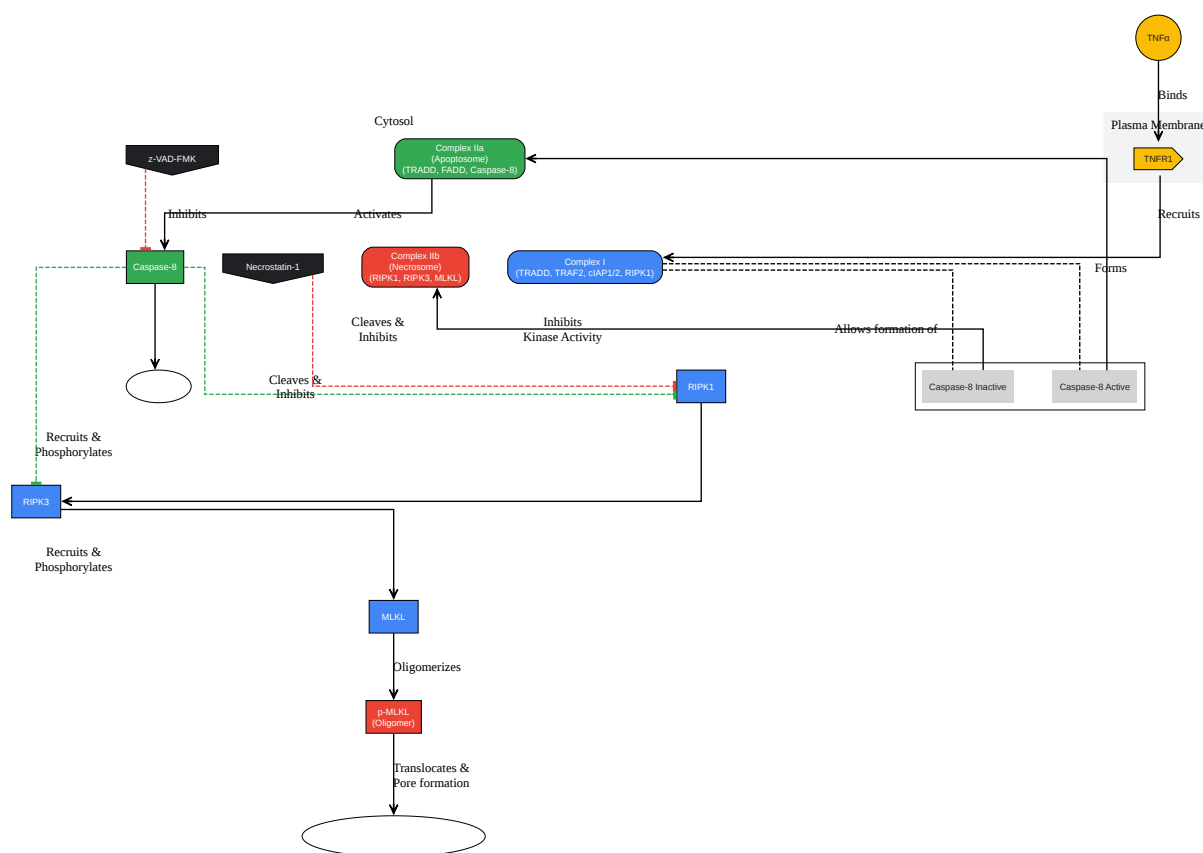 TNFα
Binds
Plasma Membrane
TNFR1
Recruits
Cytosol
Complex IIa
(Apoptosome)
(TRADD, FADD, Caspase-8)
z-VAD-FMK
Inhibits
Activates
Caspase-8
Necrostatin-1
Complex IIb
(Necrosome)
(RIPK1, RIPK3, MLKL)
Complex I
(TRADD, TRAF2, cIAP1/2, RIPK1)
Forms
Cleaves &
Inhibits
Inhibits
Kinase Activity
Allows formation of
Cleaves &
Inhibits
RIPK1
Caspase-8 Inactive
Caspase-8 Active
Recruits &
Phosphorylates
RIPK3
Recruits &
Phosphorylates
MLKL
Oligomerizes
p-MLKL
(Oligomer)
Translocates &
Pore formation